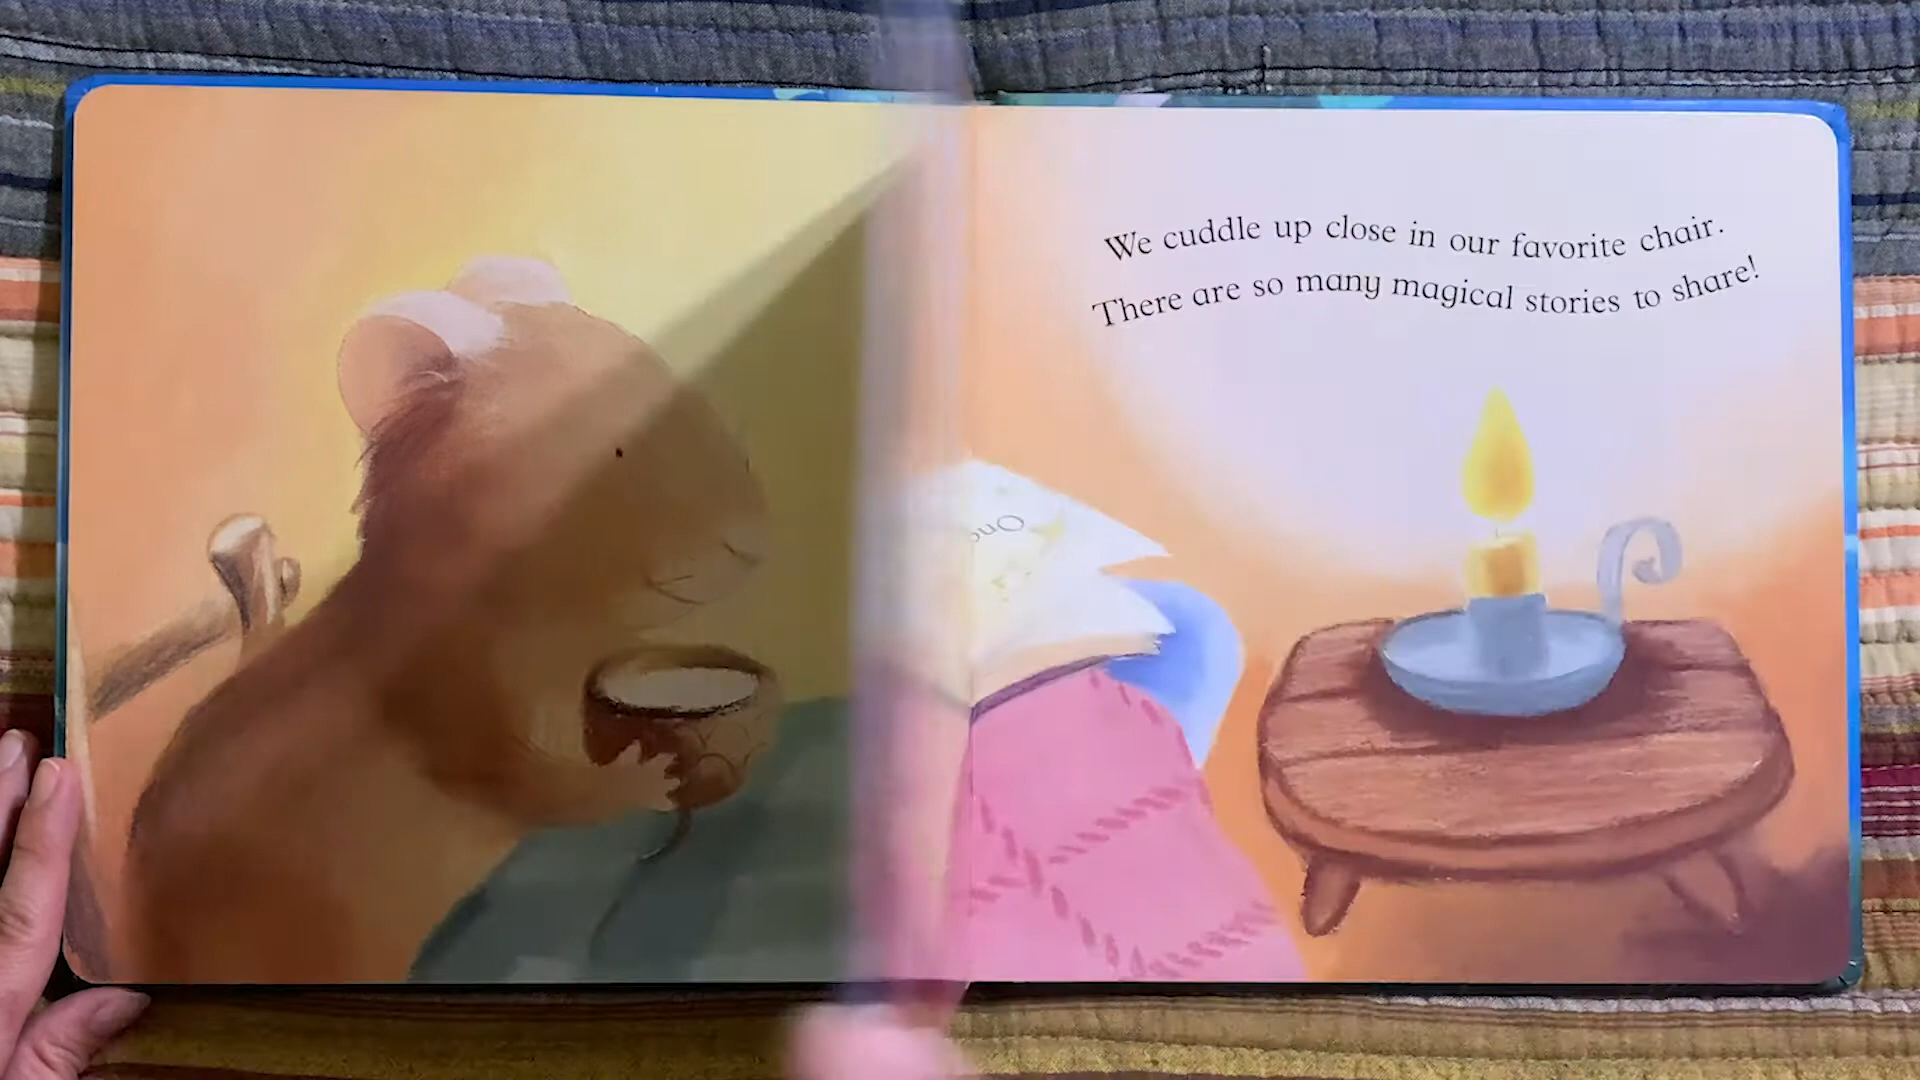 We cuddle up close in our favorite chair.
There are so many magical stories to share!